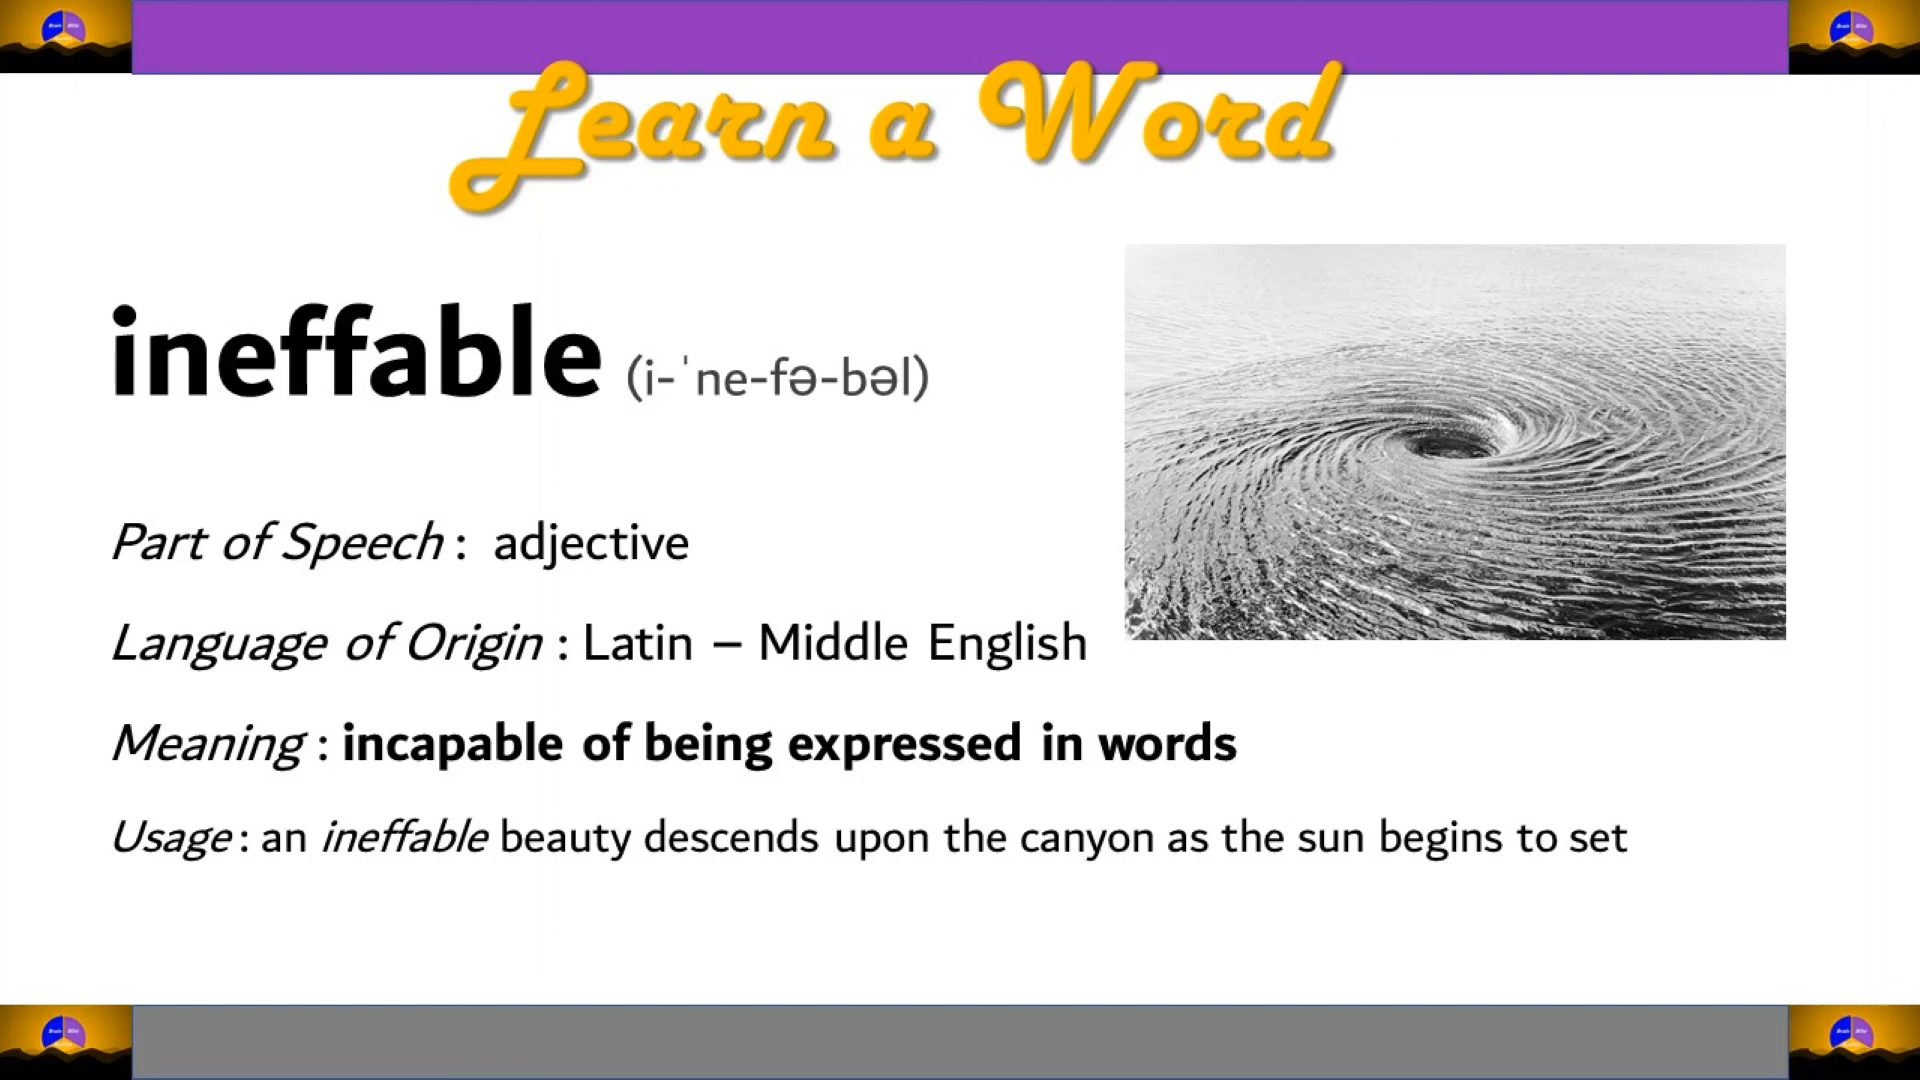 Learn a Word
ineffable (i-ˈne-fə-bəl)
Part of Speech : adjective
Language of Origin : Latin – Middle English
Meaning : incapable of being expressed in words
Usage : an ineffable beauty descends upon the canyon as the sun begins to set